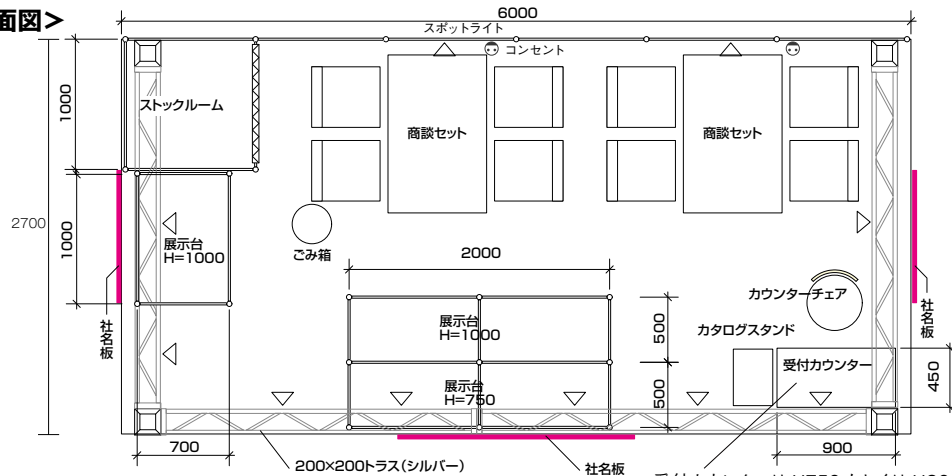 面図>
6000
スポットライト
コンセント
ストックルーム
1000
商談セット
商談セット
2700
1000
展示台
H=1000
ごみ箱
2000
カウンターチェア
社名板
社名板
展示台
H=1000
500
カタログスタンド
受付カウンター
450
展示台
H=750
500
700
900
200×200トラス(シルバー)
社名板